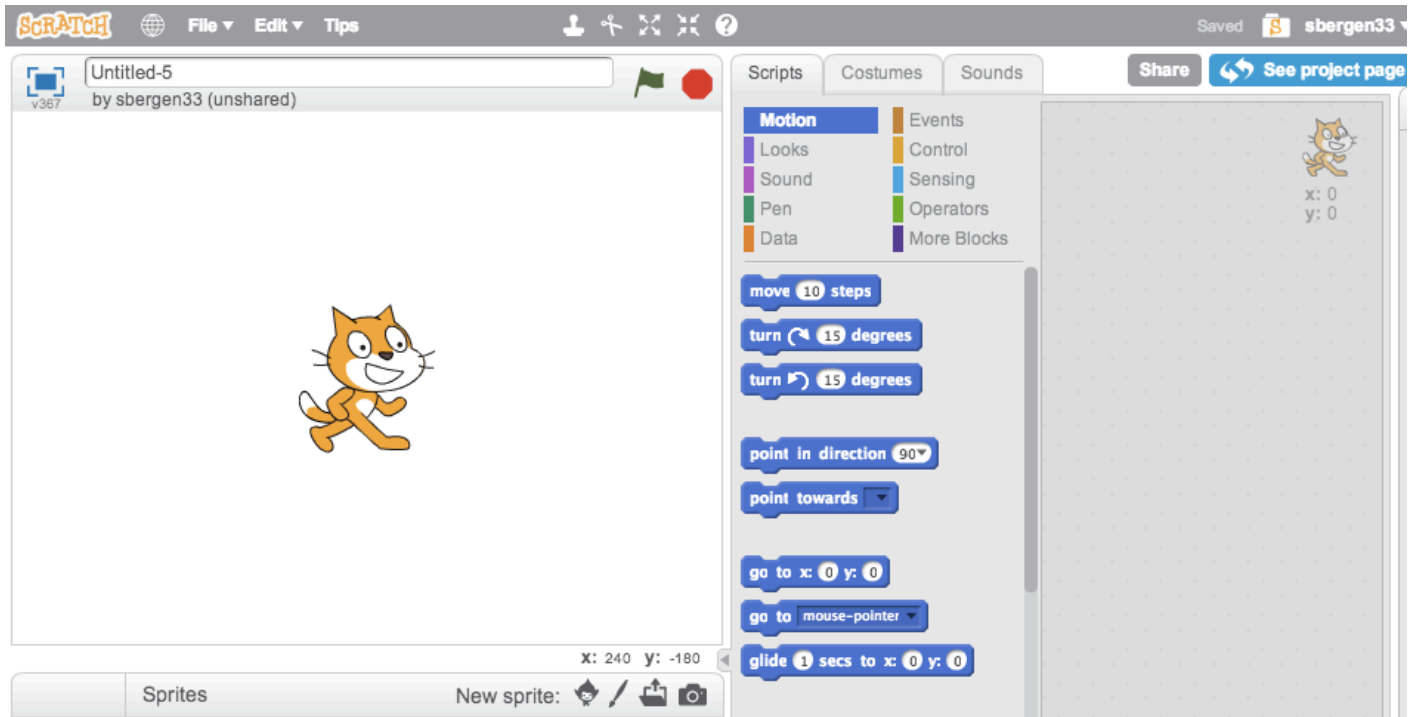 SCRATCH File Edit Tips Saved S sbergen33
v367
Untitled-5
by sbergen33 (unshared)
Scripts Costumes Sounds
Share See project page
Motion Events
Looks Control
Sound Sensing
Pen Operators
Data More Blocks
x: 0
y: 0
move 10 steps
turn 15 degrees
turn 15 degrees
point in direction 90
point towards
go to x: 0 y: 0
go to mouse-pointer
glide 1 secs to x: 0 y: 0
x: 240 y: -180
Sprites New sprite: